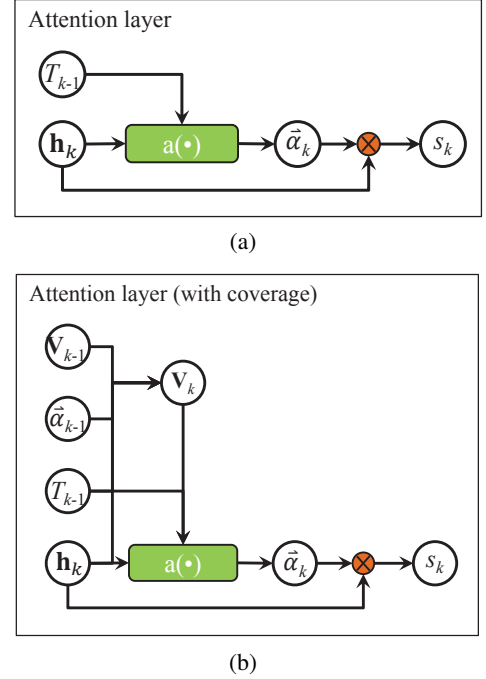 Attention layer
T_{k-1}
h_k
a(•)
α⃗_k
⊗
s_k
(a)
Attention layer (with coverage)
V_{k-1}
V_k
α⃗_{k-1}
T_{k-1}
h_k
a(•)
α⃗_k
⊗
s_k
(b)